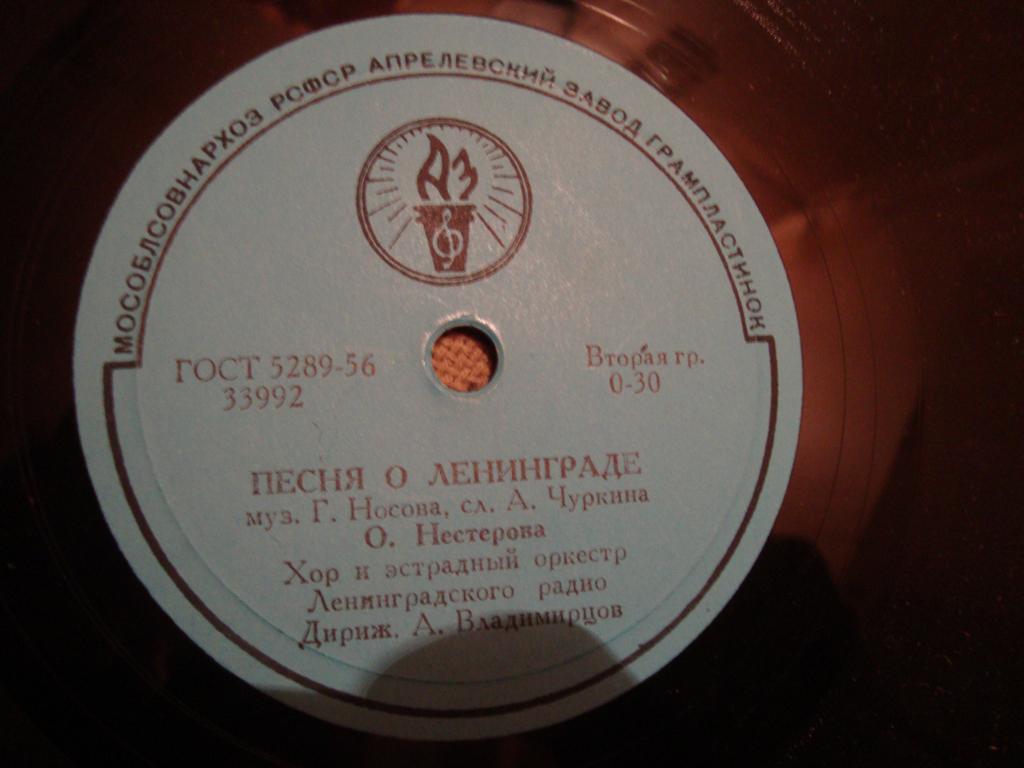 МОСОБЛСОВНАРХОЗ РСФСР АПРЕЛЕВСКИЙ ЗАВОД ГРАМПЛАСТИНОК
АЗ
ГОСТ 5289-56
33992
Вторая гр.
0-30
ПЕСНЯ О ЛЕНИНГРАДЕ
муз. Г. Носова, сл. А. Чуркина
О. Нестерова
Хор и эстрадный оркестр
Ленинградского радио
Дириж. А. Владимирцов